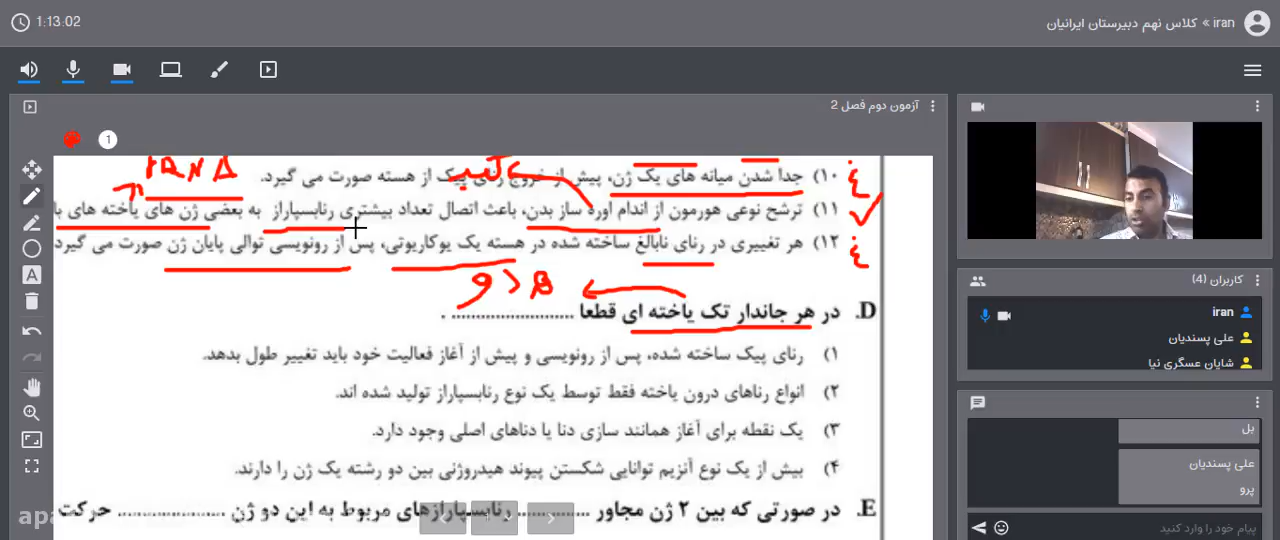 1:13:02
iran » کلاس نهم دبیرستان ایرانیان
آزمون دوم فصل 2
1
RNA
۱۰) جدا شدن میانه های یک ژن، پیش از خروج رنای پیک از هسته صورت می گیرد.
۱۱) ترشح نوعی هورمون از اندام اوره ساز بدن، باعث اتصال تعداد بیشتری رنابسپاراز به بعضی ژن های یاخته های با
۱۲) هر تغییری در رنای نابالغ ساخته شده در هسته یک یوکاریوتی، پس از رونویسی توالی پایان ژن صورت می گیرد
D. در هر جاندار تک یاخته ای قطعا ........................ .
۱) رنای پیک ساخته شده، پس از رونویسی و پیش از آغاز فعالیت خود باید تغییر طول بدهد.
۲) انواع رناهای درون یاخته فقط توسط یک نوع رنابسپاراز تولید شده اند.
۳) یک نقطه برای آغاز همانند سازی دنا یا دناهای اصلی وجود دارد.
۴) بیش از یک نوع آنزیم توانایی شکستن پیوند هیدروژنی بین دو رشته یک ژن را دارند.
E. در صورتی که بین ۲ ژن مجاور .................... رنابسپارازهای مربوط به این دو ژن .................... حرکت
کاربران (4)
iran
علی پسندیان
شایان عسگری نیا
بل
علی پسندیان
پرو
پیام خود را وارد کنید